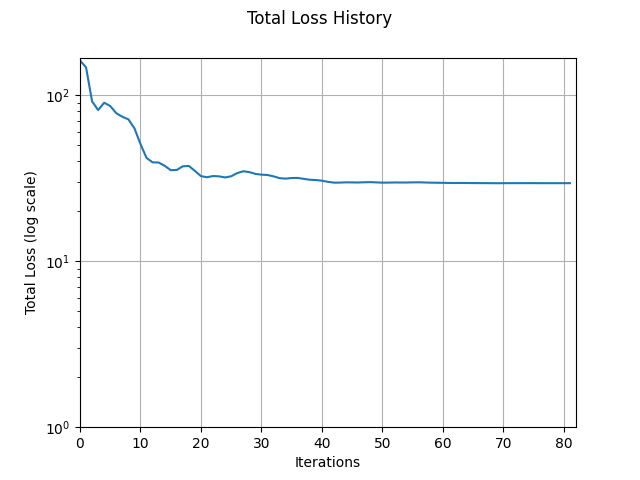 Total Loss History
Total Loss (log scale)
10²
10¹
10⁰
0 10 20 30 40 50 60 70 80
Iterations